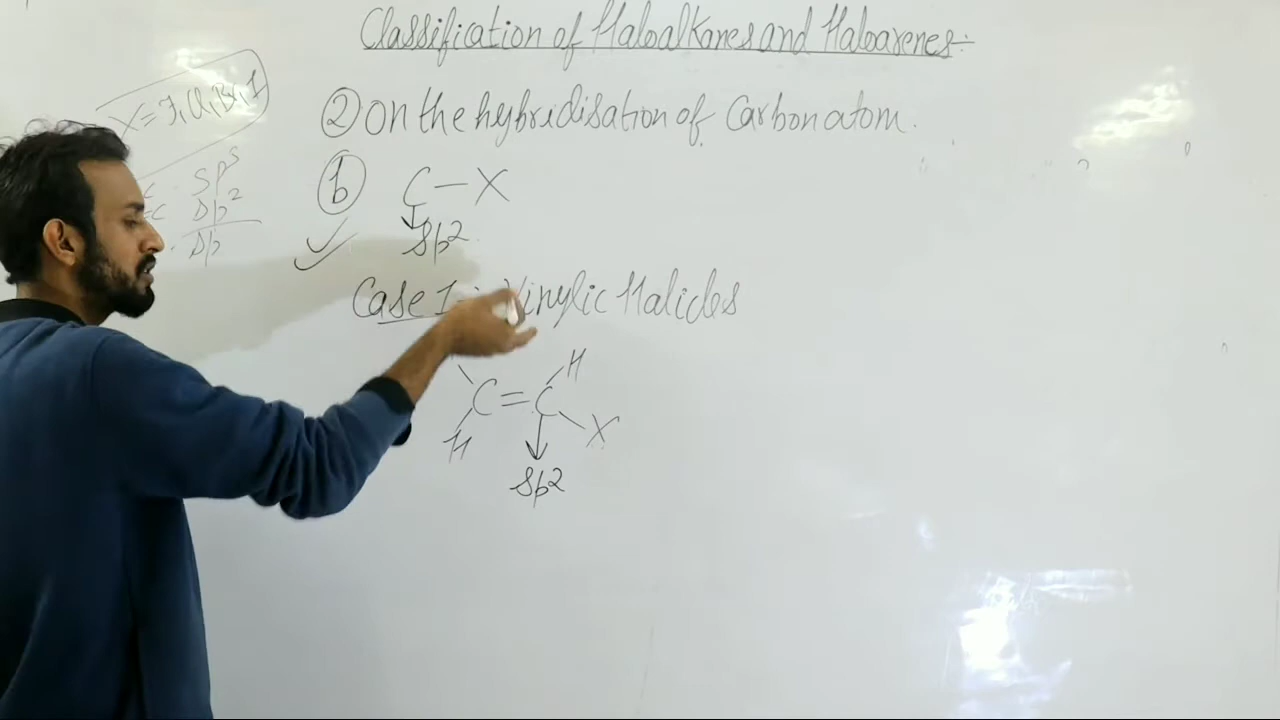 Classification of Haloalkanes and Haloarenes:-
X = F, Cl, Br, I
② On the hybridisation of Carbon atom.
sp3
sp2
sp
ⓑ C — X
sp2
Case I :- Vinylic Halides
H
C = C
H X
sp2